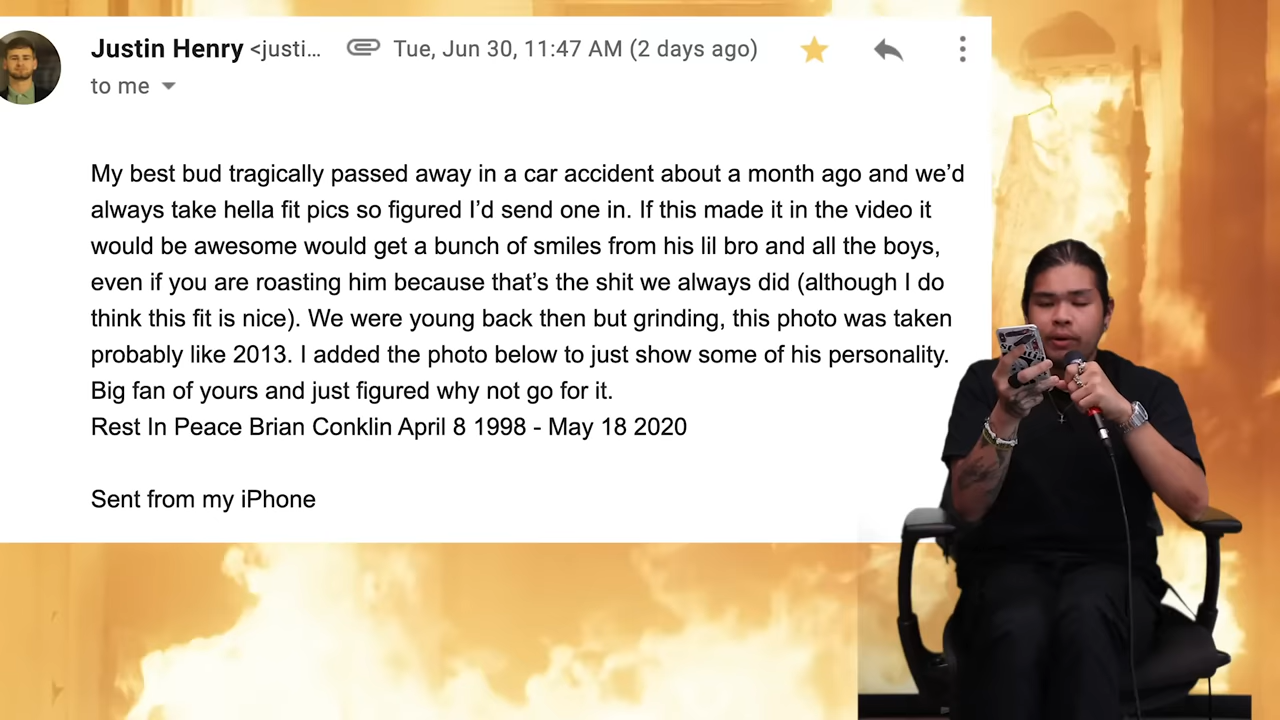 Justin Henry <justi... Tue, Jun 30, 11:47 AM (2 days ago)
to me
My best bud tragically passed away in a car accident about a month ago and we’d
always take hella fit pics so figured I’d send one in. If this made it in the video it
would be awesome would get a bunch of smiles from his lil bro and all the boys,
even if you are roasting him because that’s the shit we always did (although I do
think this fit is nice). We were young back then but grinding, this photo was taken
probably like 2013. I added the photo below to just show some of his personality.
Big fan of yours and just figured why not go for it.
Rest In Peace Brian Conklin April 8 1998 - May 18 2020
Sent from my iPhone